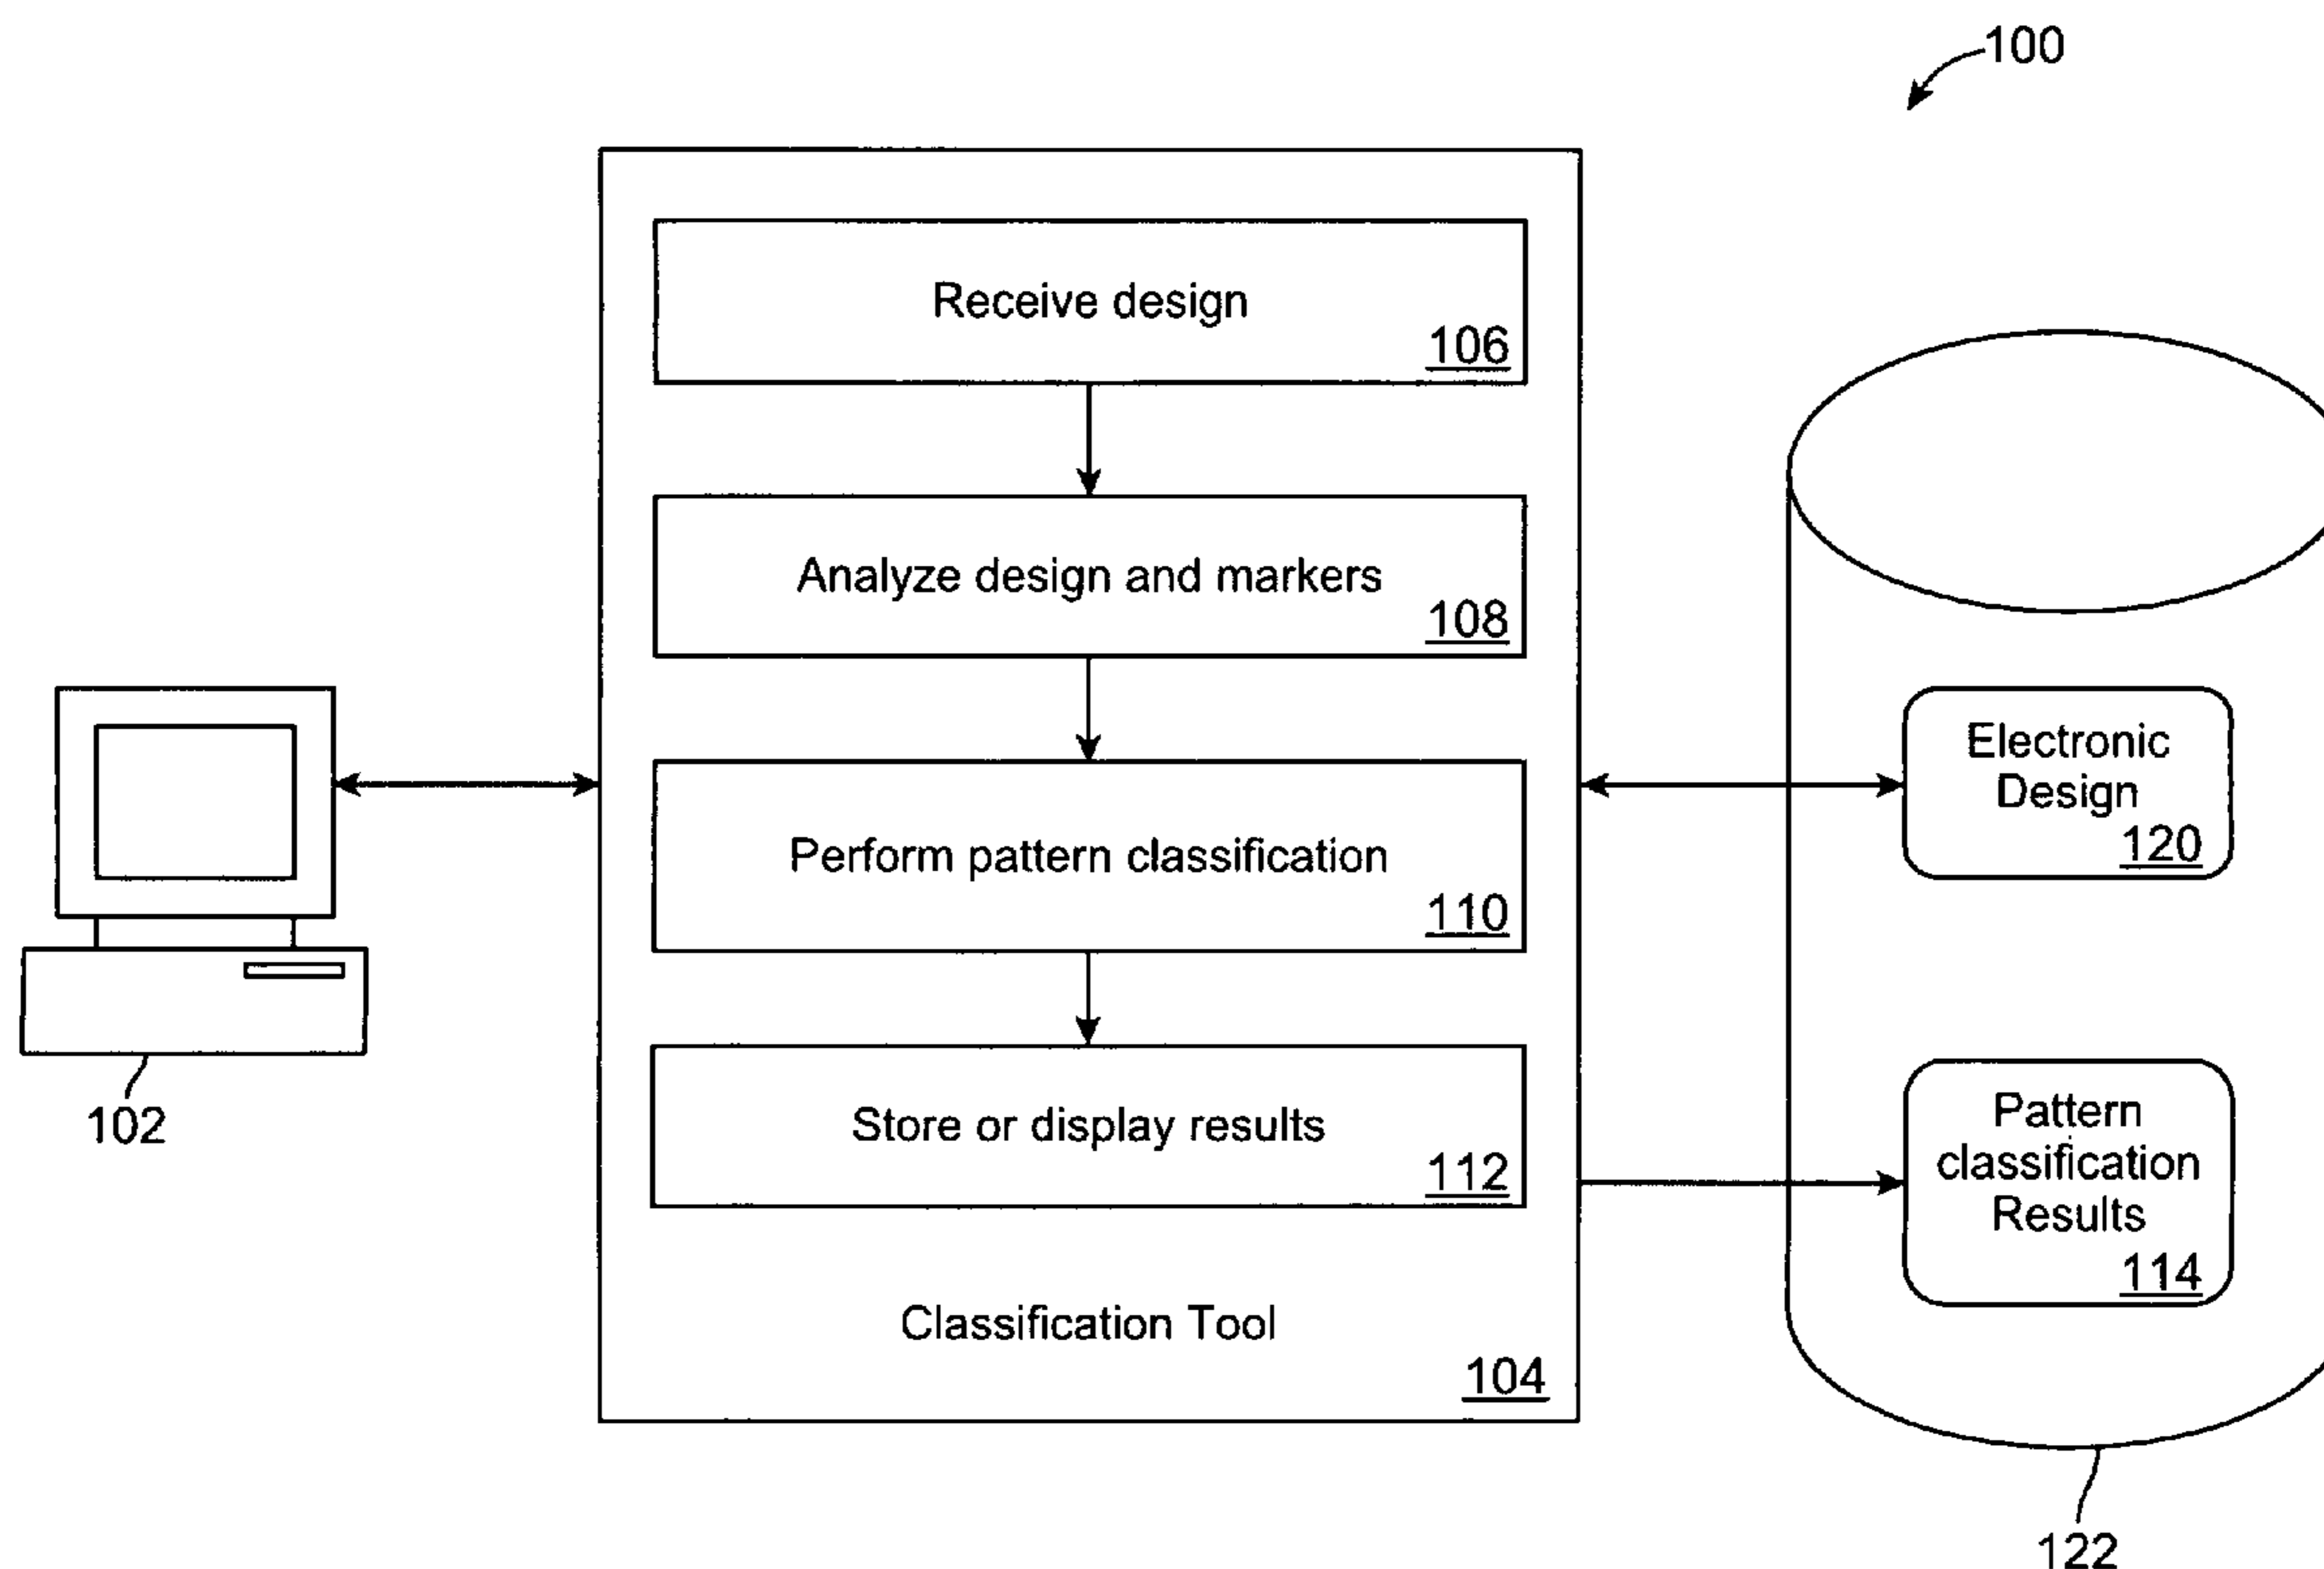 100
Receive design
106
Analyze design and markers
108
Perform pattern classification
110
Store or display results
112
Classification Tool
104
102
Electronic
Design
120
Pattern
classification
Results
114
122